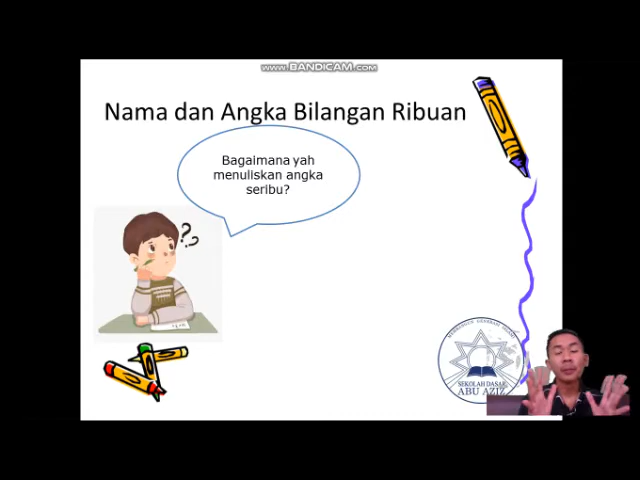 www.BANDICAM.com
Nama dan Angka Bilangan Ribuan
Bagaimana yah
menuliskan angka
seribu?
SEKOLAH DASAR
ABU AZIZ